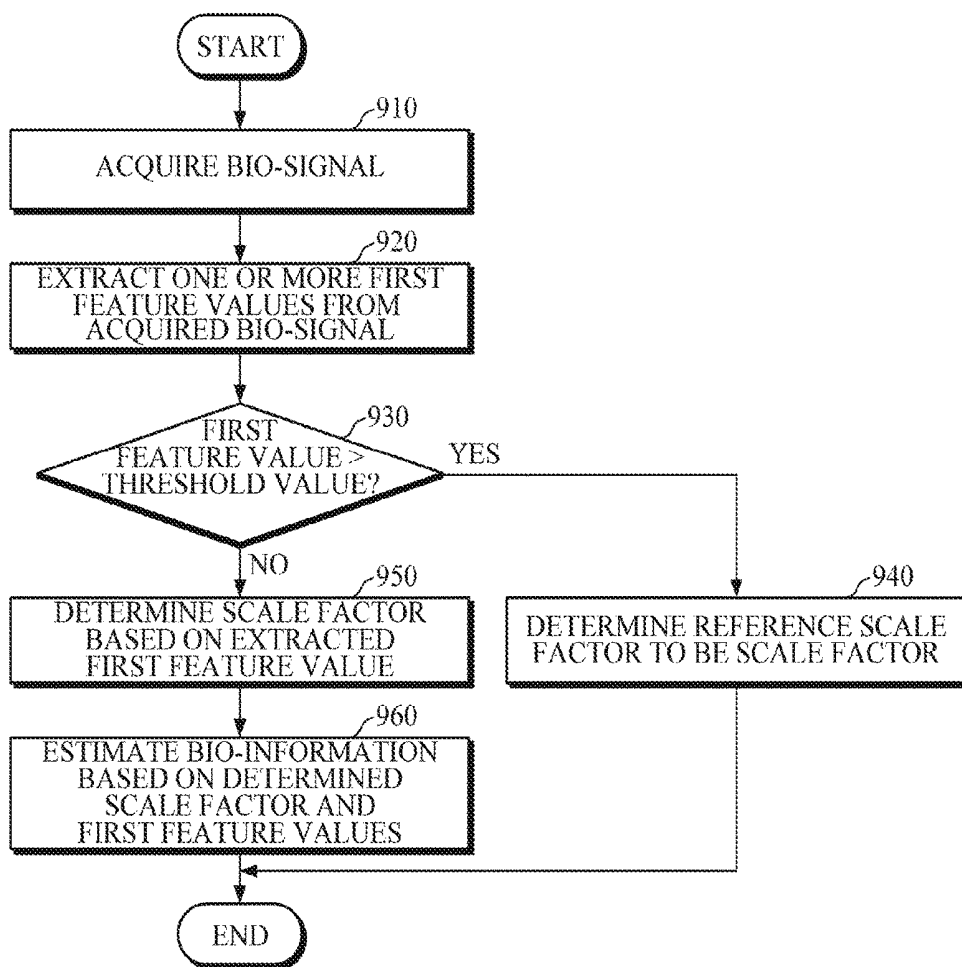 START
910
ACQUIRE BIO-SIGNAL
920
EXTRACT ONE OR MORE FIRST
FEATURE VALUES FROM
ACQUIRED BIO-SIGNAL
930
FIRST
FEATURE VALUE >
THRESHOLD VALUE?
YES
NO
950
DETERMINE SCALE FACTOR
BASED ON EXTRACTED
FIRST FEATURE VALUE
940
DETERMINE REFERENCE SCALE
FACTOR TO BE SCALE FACTOR
960
ESTIMATE BIO-INFORMATION
BASED ON DETERMINED
SCALE FACTOR AND
FIRST FEATURE VALUES
END